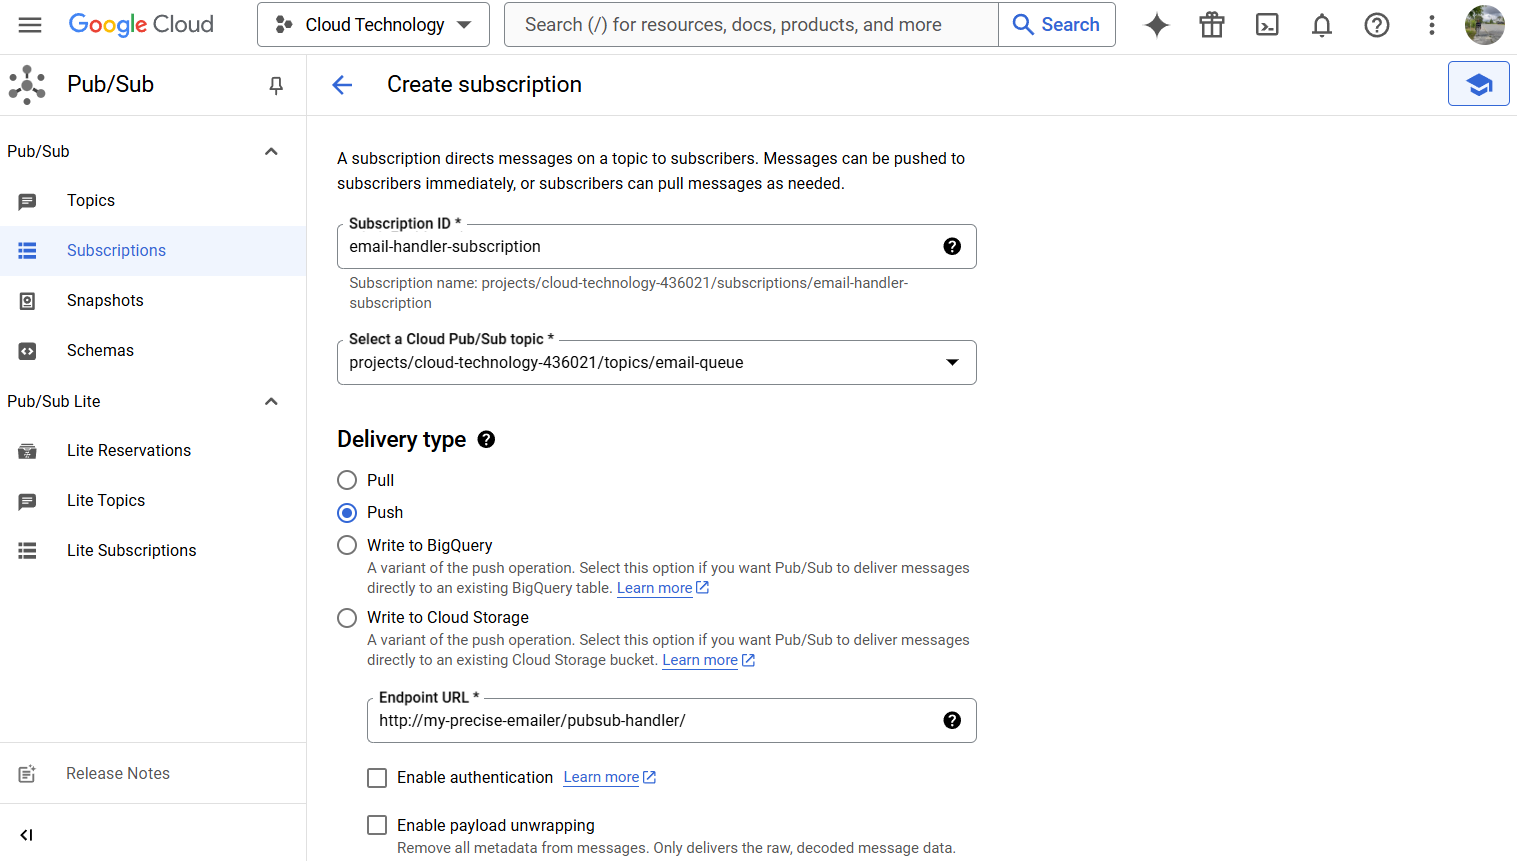 Google Cloud
Cloud Technology
Search (/) for resources, docs, products, and more
Search
Pub/Sub
Create subscription
Pub/Sub
Topics
Subscriptions
Snapshots
Schemas
Pub/Sub Lite
Lite Reservations
Lite Topics
Lite Subscriptions
Release Notes
A subscription directs messages on a topic to subscribers. Messages can be pushed to
subscribers immediately, or subscribers can pull messages as needed.
Subscription ID *
email-handler-subscription
Subscription name: projects/cloud-technology-436021/subscriptions/email-handler-
subscription
Select a Cloud Pub/Sub topic *
projects/cloud-technology-436021/topics/email-queue
Delivery type
Pull
Push
Write to BigQuery
A variant of the push operation. Select this option if you want Pub/Sub to deliver messages
directly to an existing BigQuery table. Learn more
Write to Cloud Storage
A variant of the push operation. Select this option if you want Pub/Sub to deliver messages
directly to an existing Cloud Storage bucket. Learn more
Endpoint URL *
http://my-precise-emailer/pubsub-handler/
Enable authentication Learn more
Enable payload unwrapping
Remove all metadata from messages. Only delivers the raw, decoded message data.